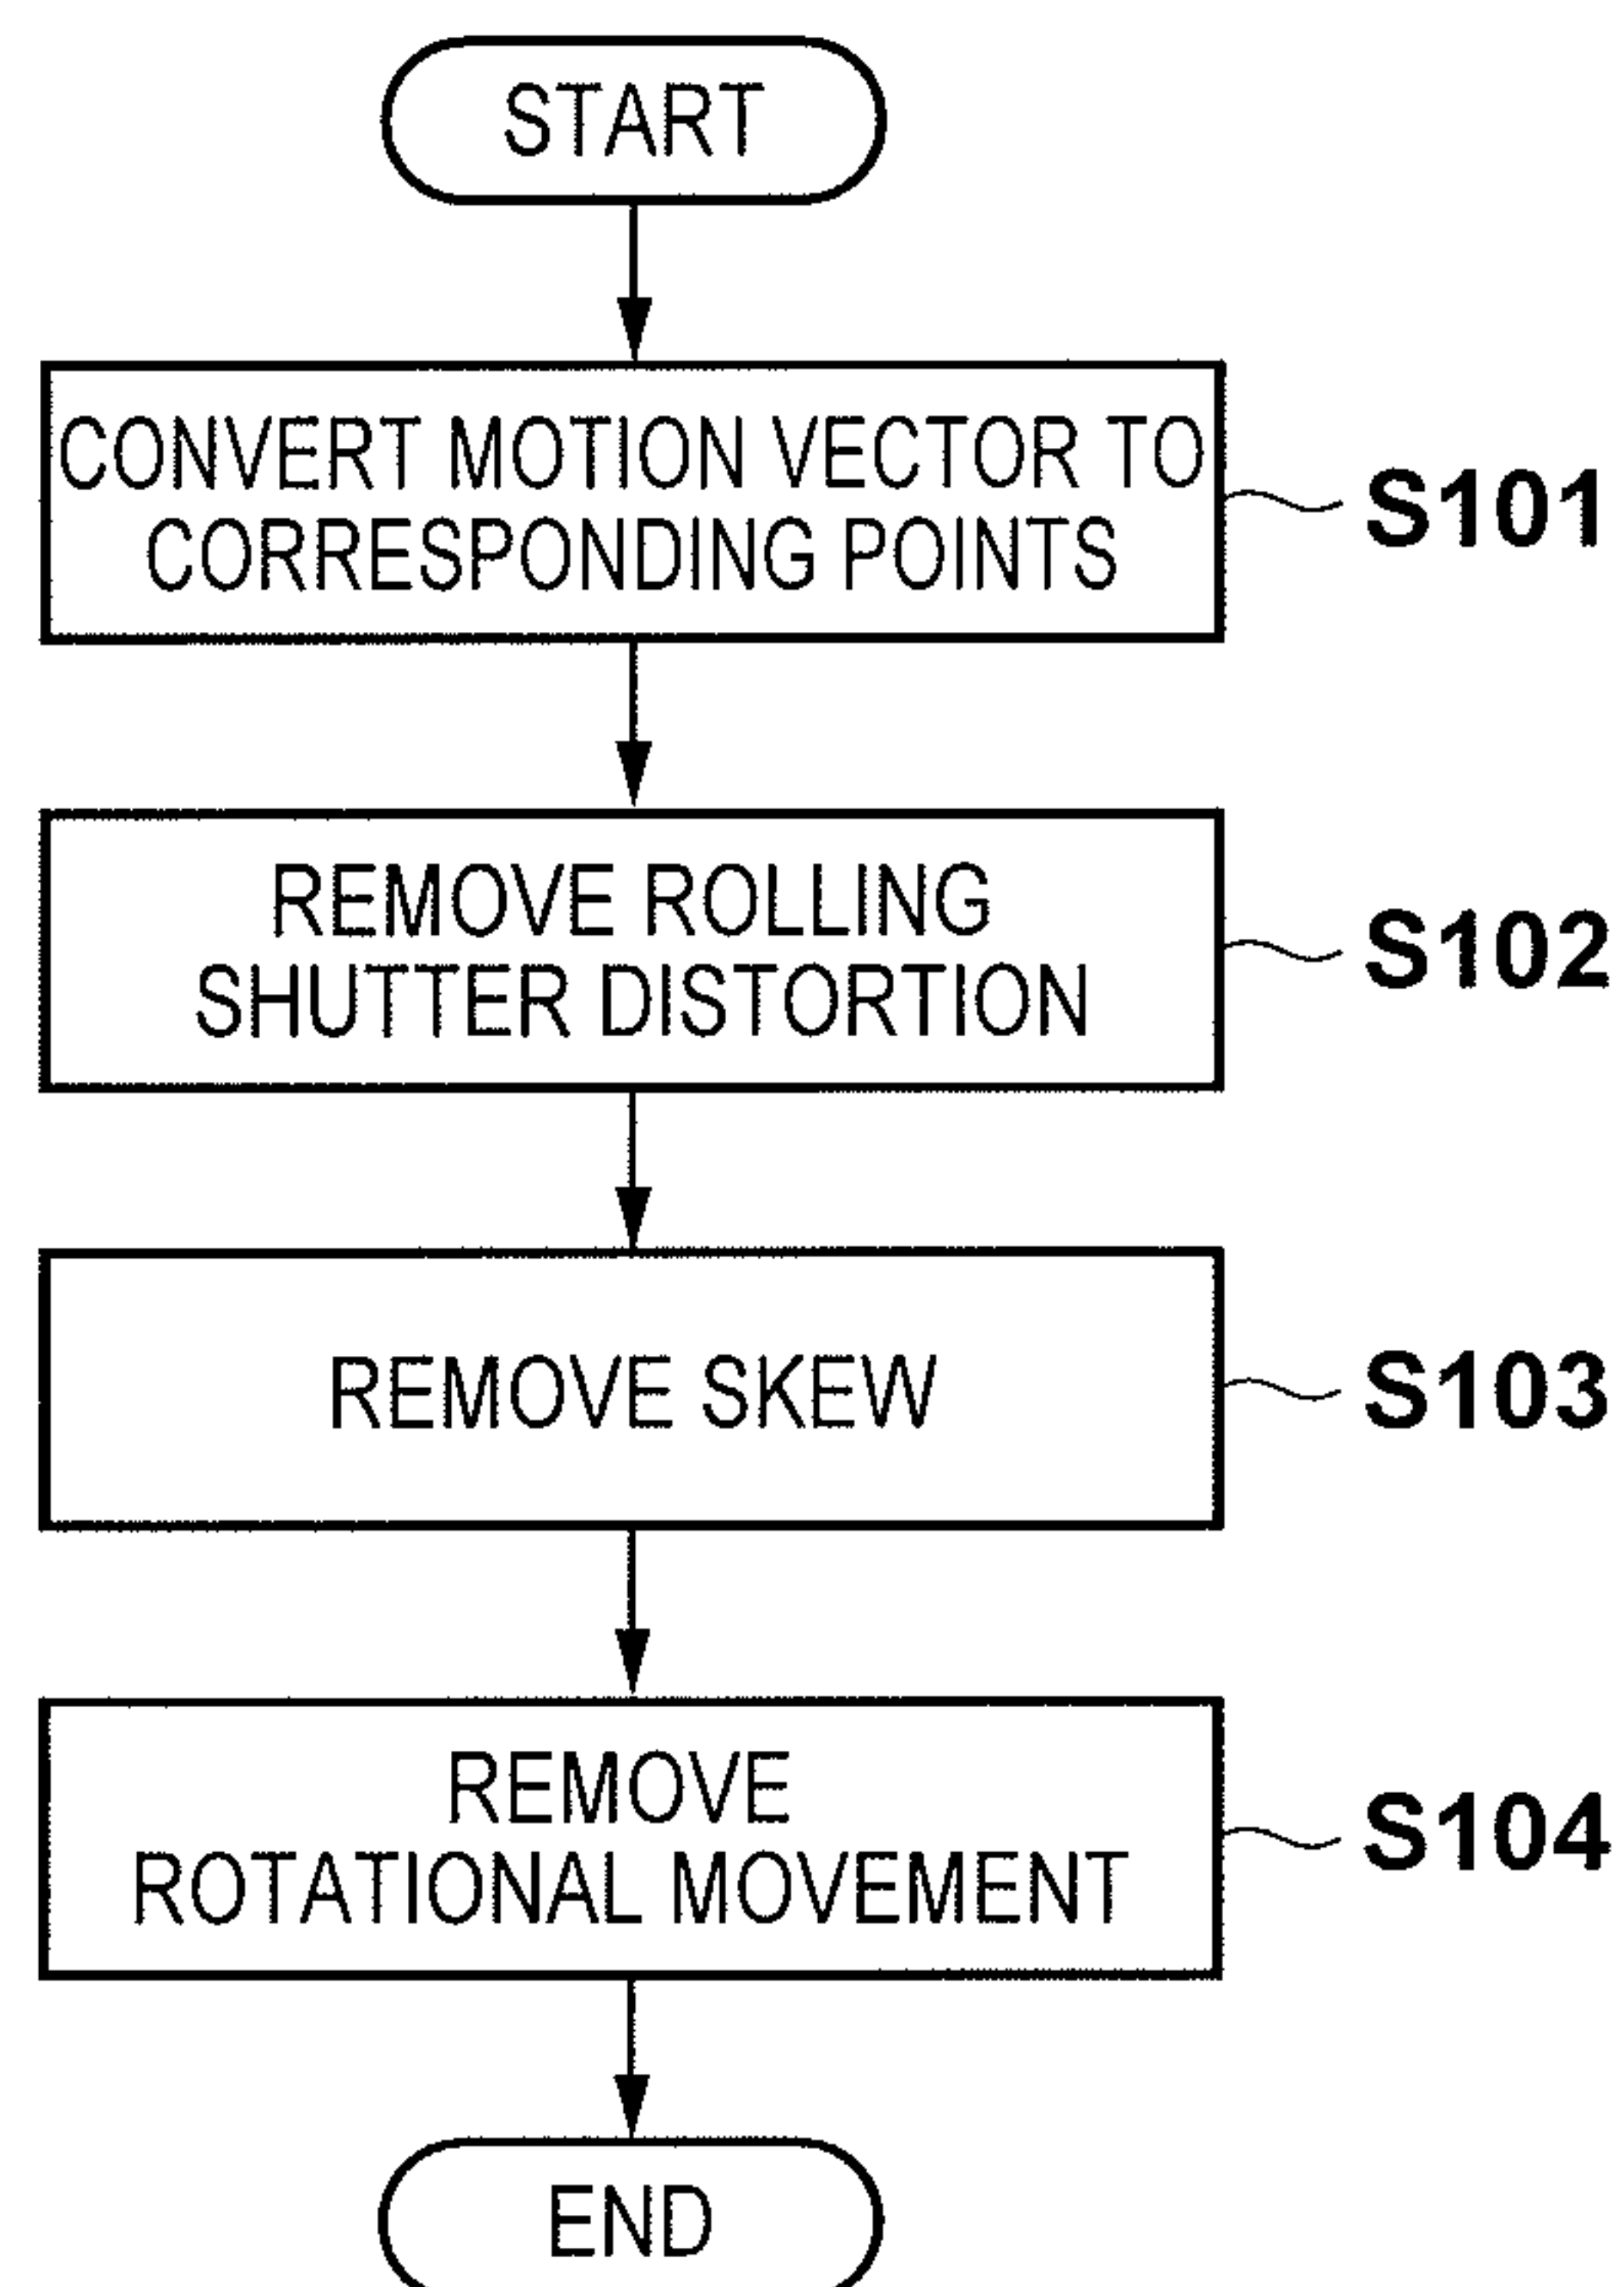 START
CONVERT MOTION VECTOR TO
CORRESPONDING POINTS
S101
REMOVE ROLLING
SHUTTER DISTORTION
S102
REMOVE SKEW
S103
REMOVE
ROTATIONAL MOVEMENT
S104
END